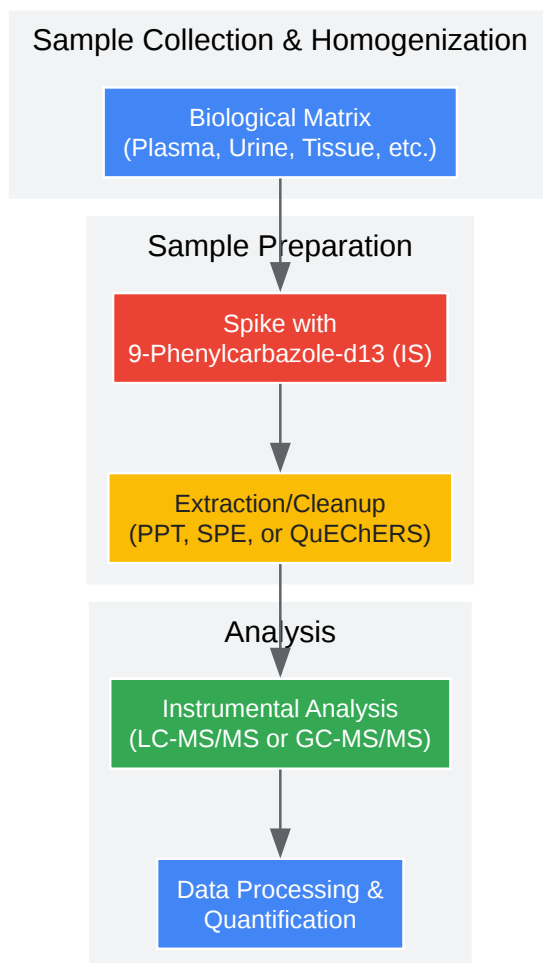 Sample Collection & Homogenization
Biological Matrix
(Plasma, Urine, Tissue, etc.)
Sample Preparation
Spike with
9-Phenylcarbazole-d13 (IS)
Extraction/Cleanup
(PPT, SPE, or QuEChERS)
Analysis
Instrumental Analysis
(LC-MS/MS or GC-MS/MS)
Data Processing &
Quantification